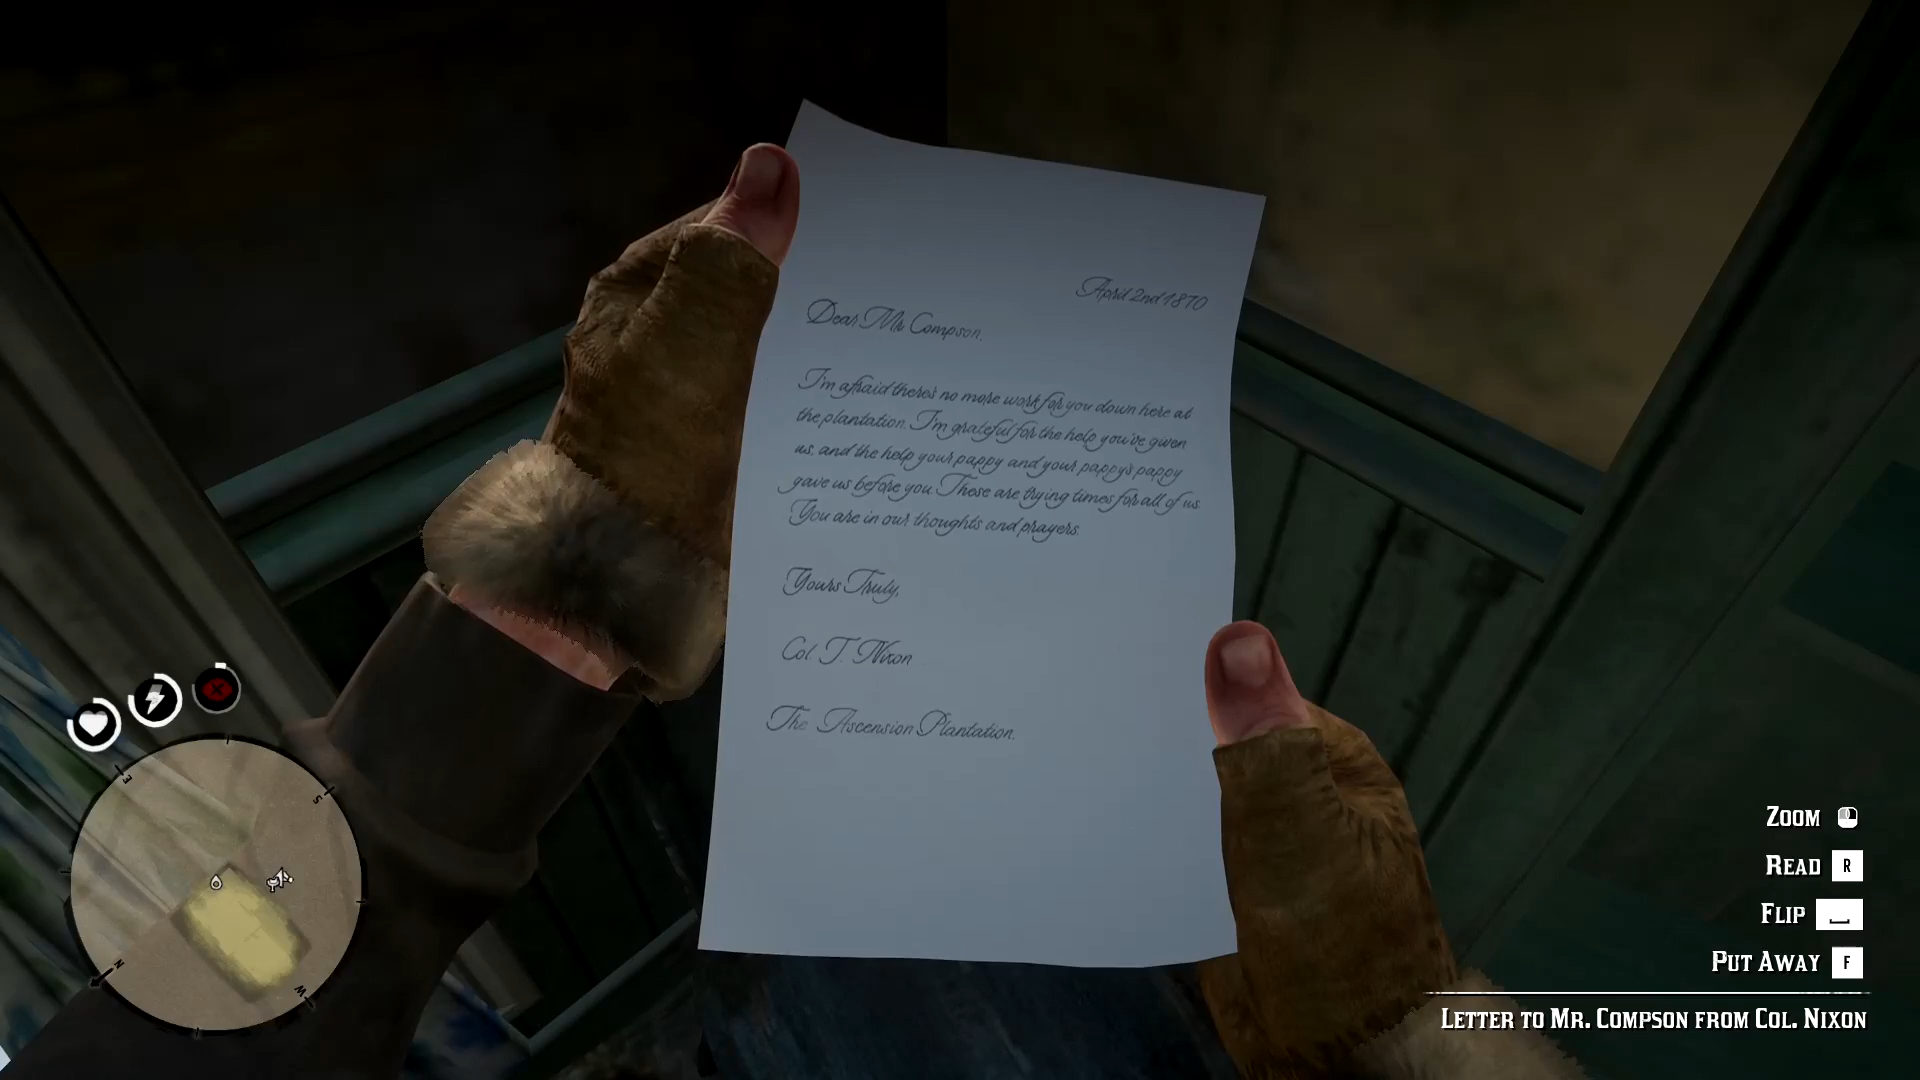 April 2nd 1870
Dear Mr Compson,
I'm afraid there's no more work for you down here at
the plantation. I'm grateful for the help you've given
us, and the help your pappy and your pappy's pappy
gave us before you. These are trying times for all of us.
You are in our thoughts and prayers.
Yours Truly,
Col. T. Nixon
The Ascension Plantation.
E
S
N
W
ZOOM
READ R
FLIP
PUT AWAY F
LETTER TO MR. COMPSON FROM COL. NIXON